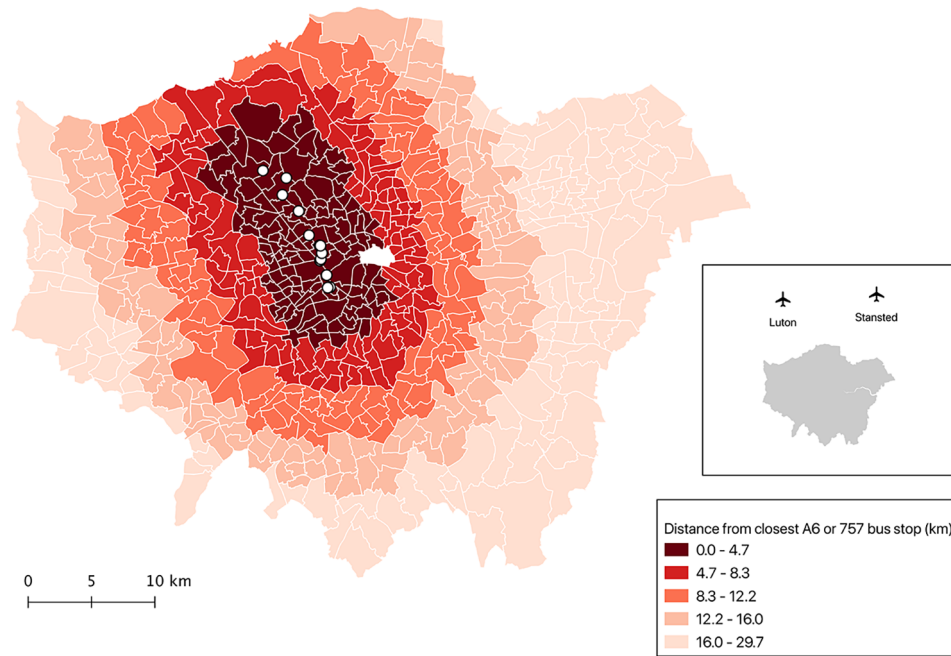 Luton
Stansted
Distance from closest A6 or 757 bus stop (km)
0.0 - 4.7
4.7 - 8.3
8.3 - 12.2
12.2 - 16.0
16.0 - 29.7
0 5 10 km